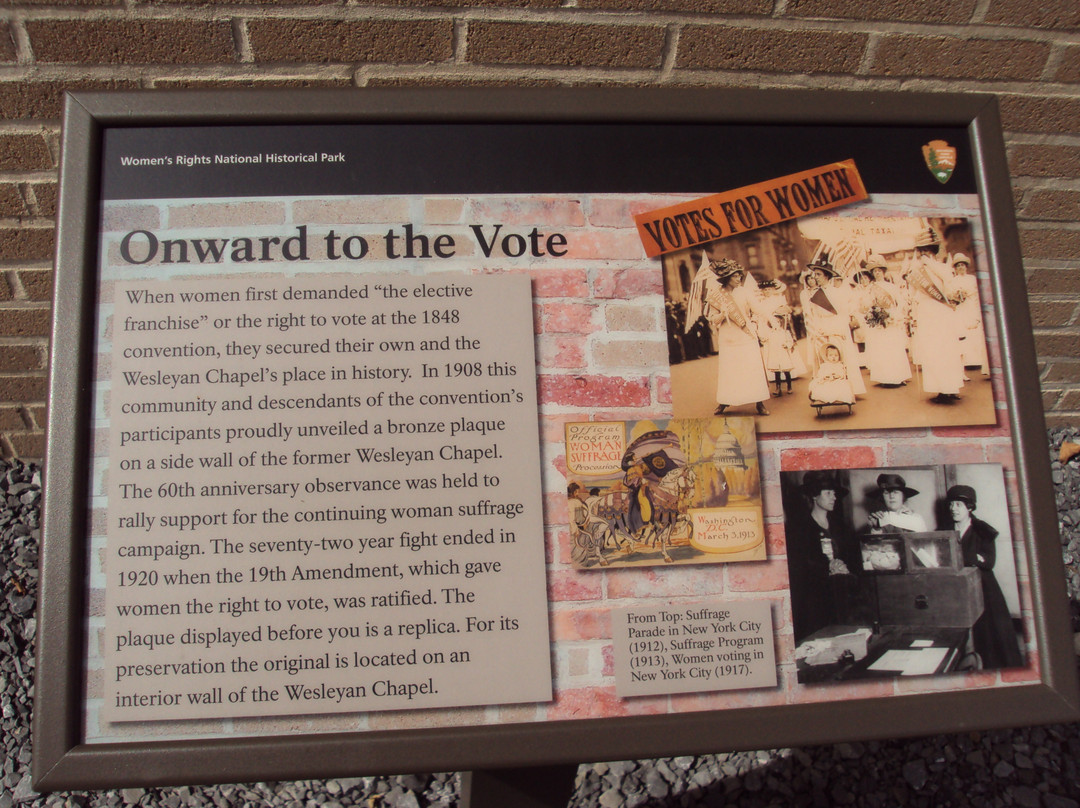 Women's Rights National Historical Park
VOTES FOR WOMEN
Onward to the Vote
When women first demanded “the elective
franchise” or the right to vote at the 1848
convention, they secured their own and the
Wesleyan Chapel's place in history.  In 1908 this
community and descendants of the convention's
participants proudly unveiled a bronze plaque
on a side wall of the former Wesleyan Chapel.
The 60th anniversary observance was held to
rally support for the continuing woman suffrage
campaign. The seventy-two year fight ended in
1920 when the 19th Amendment, which gave
women the right to vote, was ratified. The
plaque displayed before you is a replica. For its
preservation the original is located on an
interior wall of the Wesleyan Chapel.
Official
Program
WOMAN
SUFFRAGE
Procession
Washington
D.C.
March 3, 1913
From Top: Suffrage
Parade in New York City
(1912), Suffrage Program
(1913), Women voting in
New York City (1917).